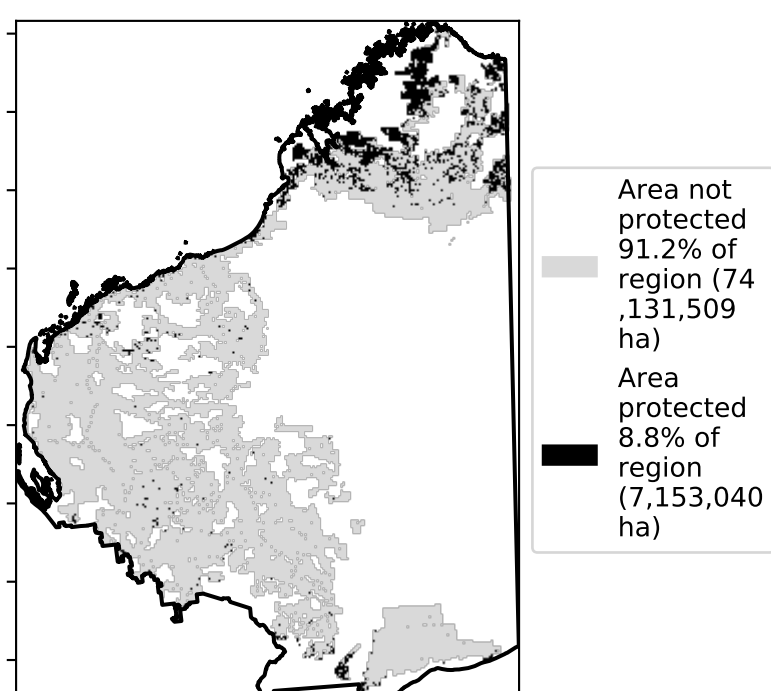 Area not
protected
91.2% of
region (74
,131,509
ha)
Area
protected
8.8% of
region
(7,153,040
ha)